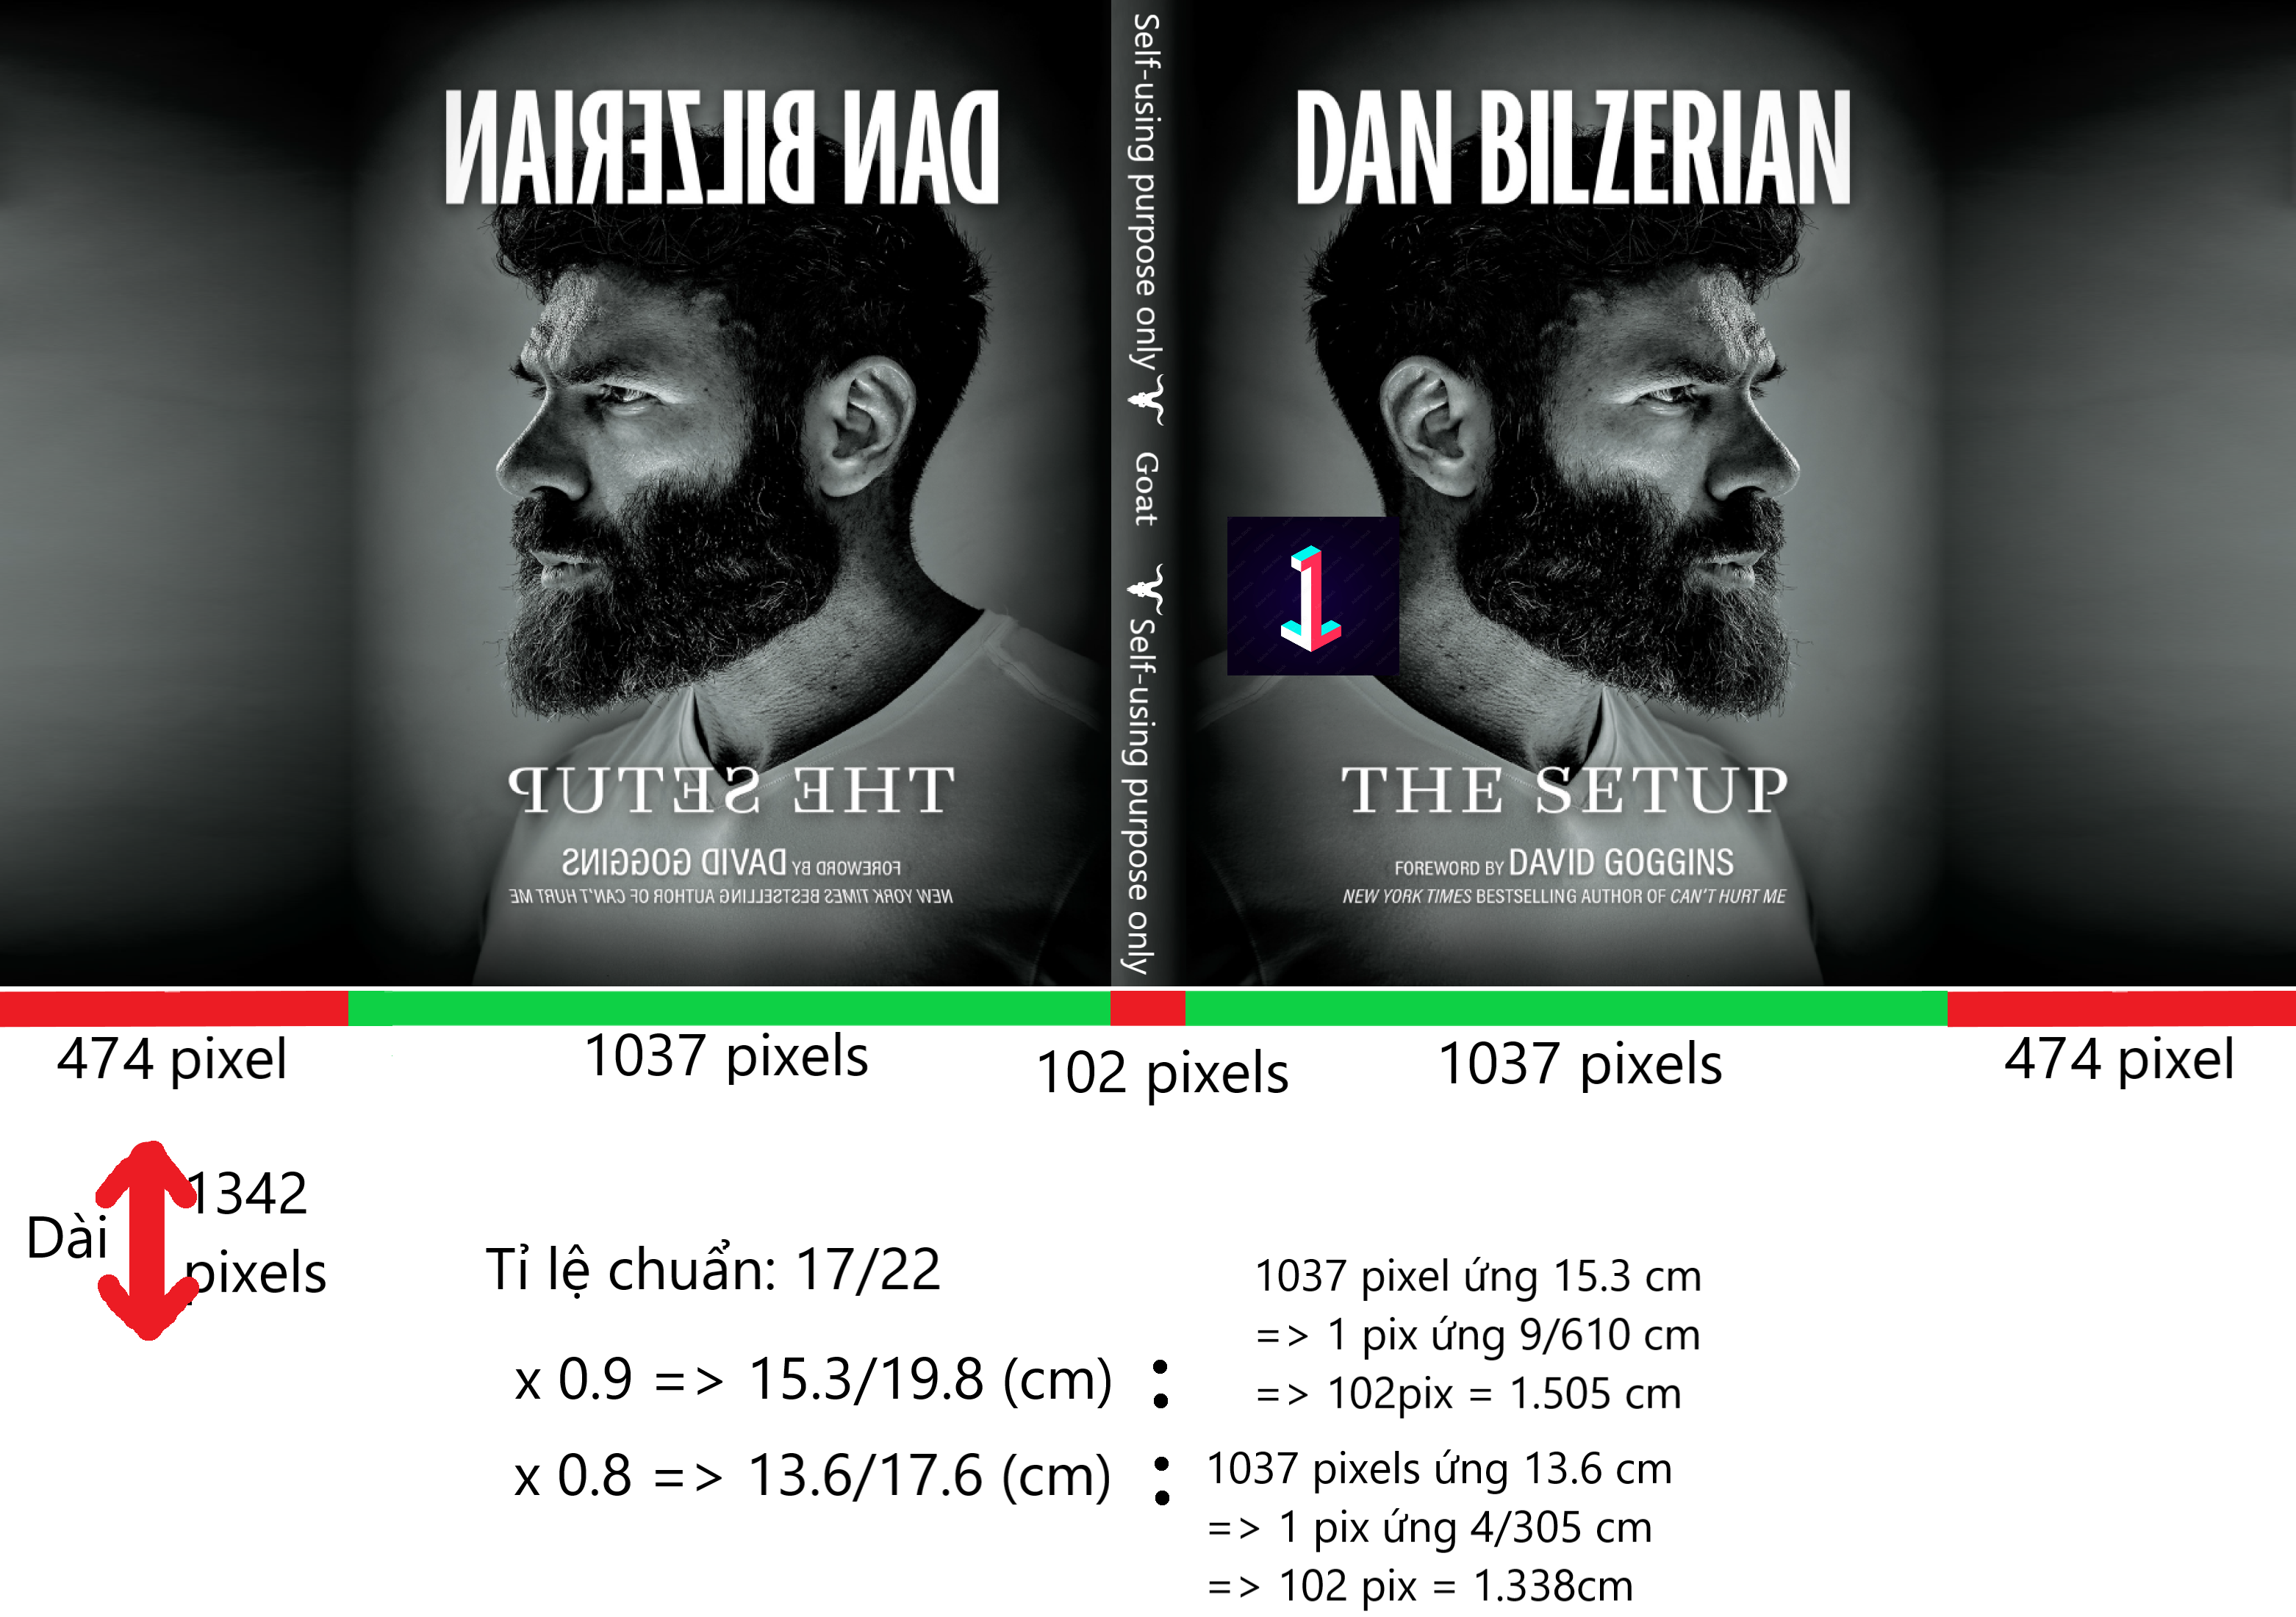 DAN BILZERIAN
THE SETUP
FOREWORD BY DAVID GOGGINS
NEW YORK TIMES BESTSELLING AUTHOR OF CAN'T HURT ME
Self-using purpose only Goat Self-using purpose only
DAN BILZERIAN
THE SETUP
FOREWORD BY DAVID GOGGINS
NEW YORK TIMES BESTSELLING AUTHOR OF CAN'T HURT ME
474 pixel
1037 pixels
102 pixels
1037 pixels
474 pixel
Dài
1342
pixels
Tỉ lệ chuẩn: 17/22
x 0.9 => 15.3/19.8 (cm) :
1037 pixel ứng 15.3 cm
=> 1 pix ứng 9/610 cm
=> 102pix = 1.505 cm
x 0.8 => 13.6/17.6 (cm) :
1037 pixels ứng 13.6 cm
=> 1 pix ứng 4/305 cm
=> 102 pix = 1.338cm